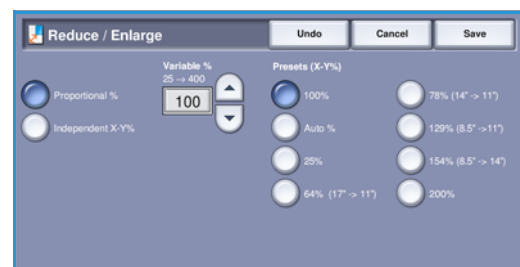 Reduce / Enlarge
Undo
Cancel
Save
Variable %
25 → 400
100
Proportional %
Independent X-Y%
Presets (X-Y%)
100%
Auto %
25%
64% (17" -> 11")
78% (14" -> 11")
129% (8.5" ->11")
154% (8.5" -> 14")
200%